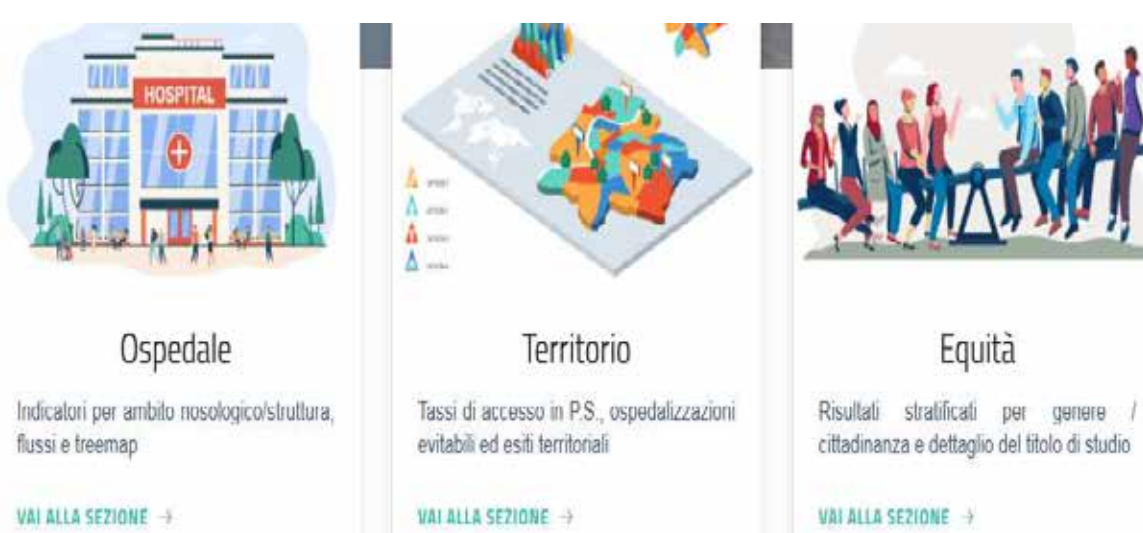 HOSPITAL
Ospedale
Indicatori per ambito nosologico/struttura,
flussi e treemap
VAI ALLA SEZIONE →
Territorio
Tassi di accesso in P.S., ospedalizzazioni
evitabili ed esiti territoriali
VAI ALLA SEZIONE →
Equità
Risultati stratificati per genere /
cittadinanza e dettaglio del titolo di studio
VAI ALLA SEZIONE →